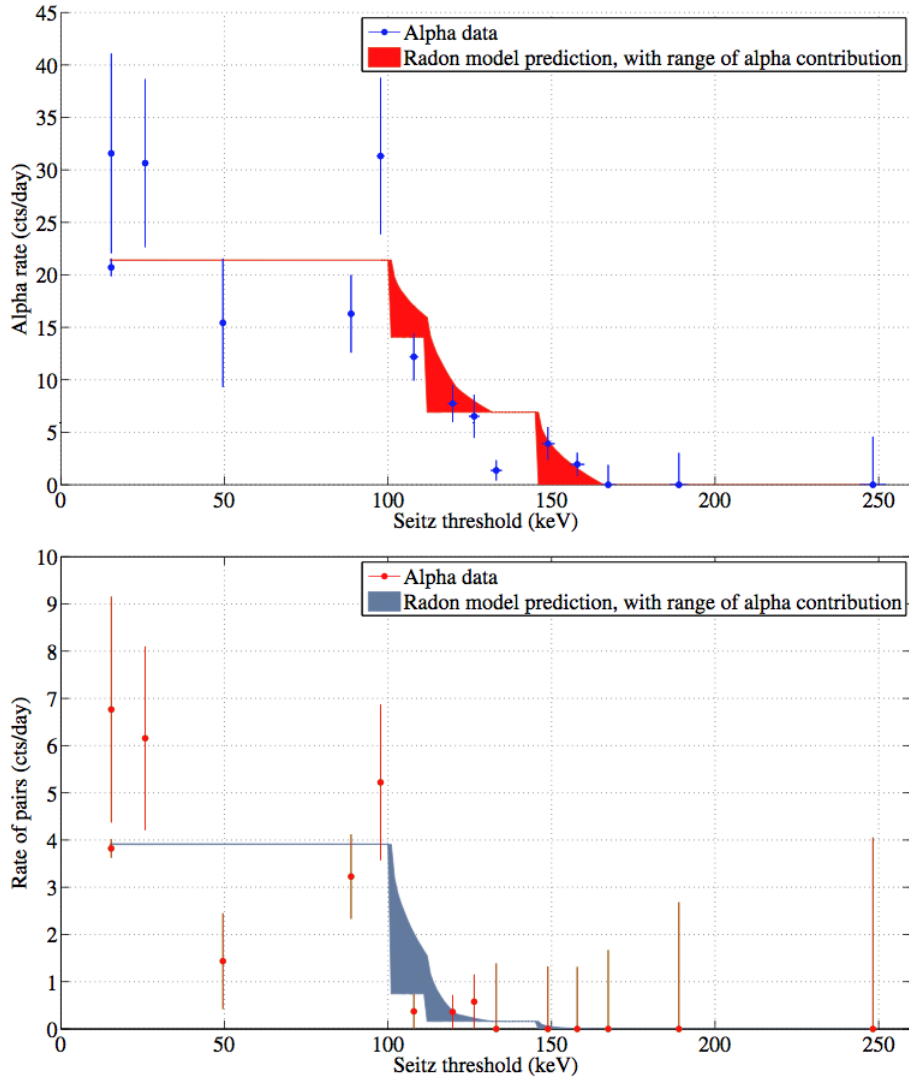 45
40
35
30
25
20
15
10
5
0
Alpha rate (cts/day)
Alpha data
Radon model prediction, with range of alpha contribution
0 50 100 150 200 250
Seitz threshold (keV)
10
9
8
7
6
5
4
3
2
1
0
Rate of pairs (cts/day)
Alpha data
Radon model prediction, with range of alpha contribution
0 50 100 150 200 250
Seitz threshold (keV)